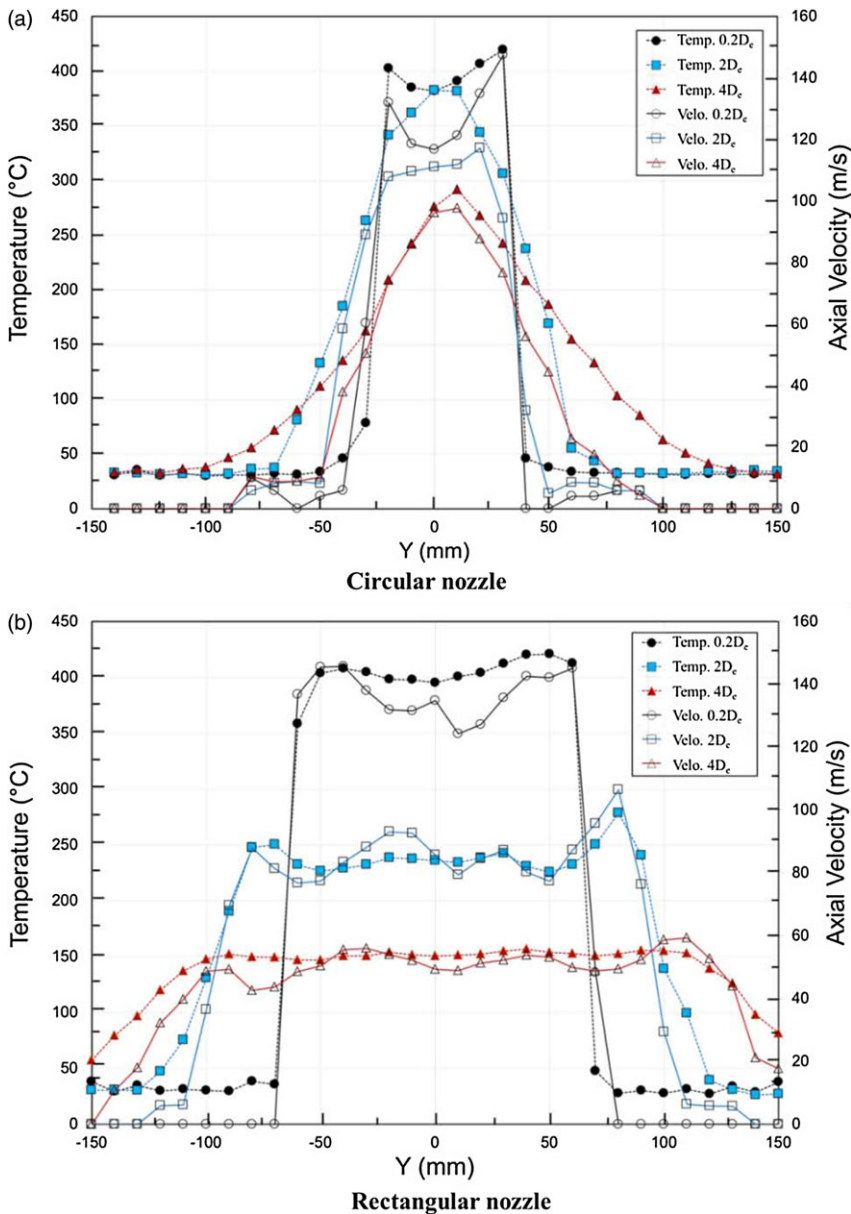 (a)
450
400
350
300
250
200
150
100
50
0
Temperature (°C)
160
140
120
100
80
60
40
20
0
Axial Velocity (m/s)
Temp. 0.2Dₑ
Temp. 2Dₑ
Temp. 4Dₑ
Velo. 0.2Dₑ
Velo. 2Dₑ
Velo. 4Dₑ
-150 -100 -50 0 50 100 150
Y (mm)
Circular nozzle
(b)
450
400
350
300
250
200
150
100
50
0
Temperature (°C)
160
140
120
100
80
60
40
20
0
Axial Velocity (m/s)
Temp. 0.2Dₑ
Temp. 2Dₑ
Temp. 4Dₑ
Velo. 0.2Dₑ
Velo. 2Dₑ
Velo. 4Dₑ
-150 -100 -50 0 50 100 150
Y (mm)
Rectangular nozzle